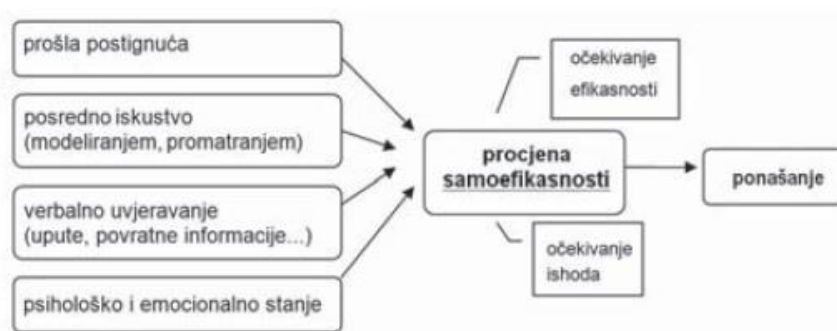 prošla postignuća
posredno iskustvo
(modeliranjem, promatranjem)
verbalno uvjeravanje
(upute, povratne informacije...)
psihološko i emocionalno stanje
očekivanje
efikasnosti
procjena
samoefikasnosti
očekivanje
ishoda
ponašanje